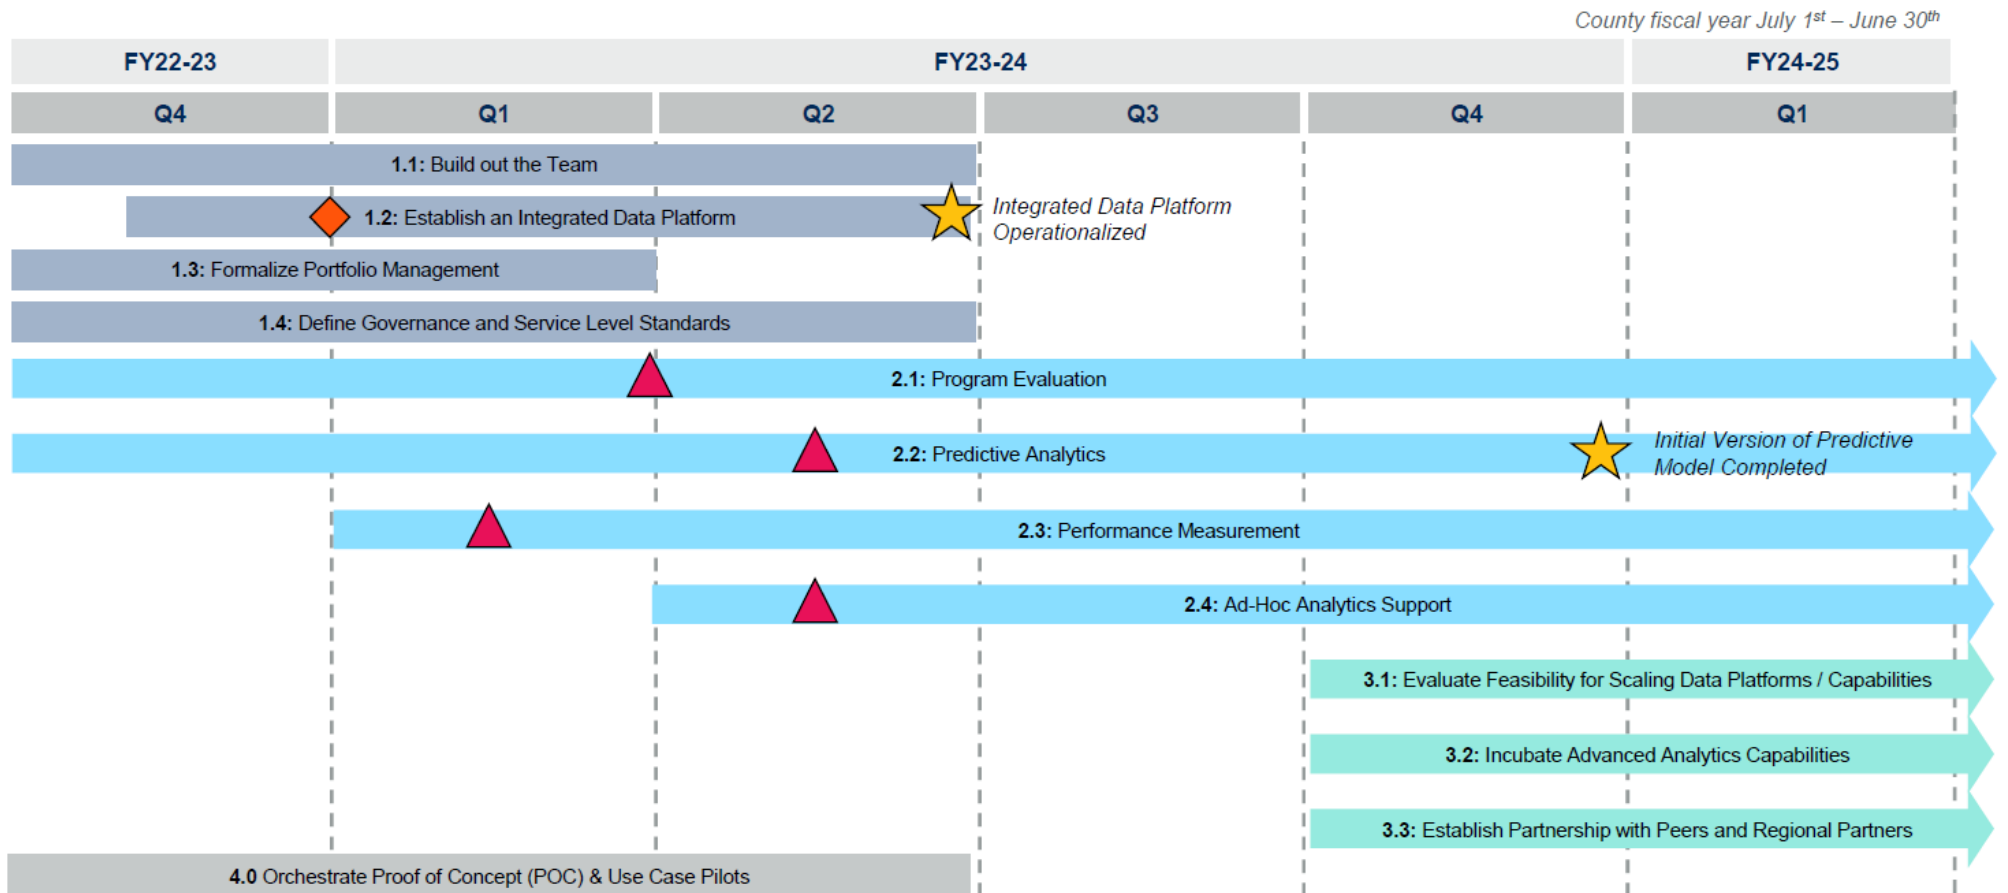 County fiscal year July 1st – June 30th
FY22-23 FY23-24 FY24-25
Q4 Q1 Q2 Q3 Q4 Q1
1.1: Build out the Team
1.2: Establish an Integrated Data Platform
Integrated Data Platform
Operationalized
1.3: Formalize Portfolio Management
1.4: Define Governance and Service Level Standards
2.1: Program Evaluation
2.2: Predictive Analytics
Initial Version of Predictive
Model Completed
2.3: Performance Measurement
2.4: Ad-Hoc Analytics Support
3.1: Evaluate Feasibility for Scaling Data Platforms / Capabilities
3.2: Incubate Advanced Analytics Capabilities
3.3: Establish Partnership with Peers and Regional Partners
4.0 Orchestrate Proof of Concept (POC) & Use Case Pilots